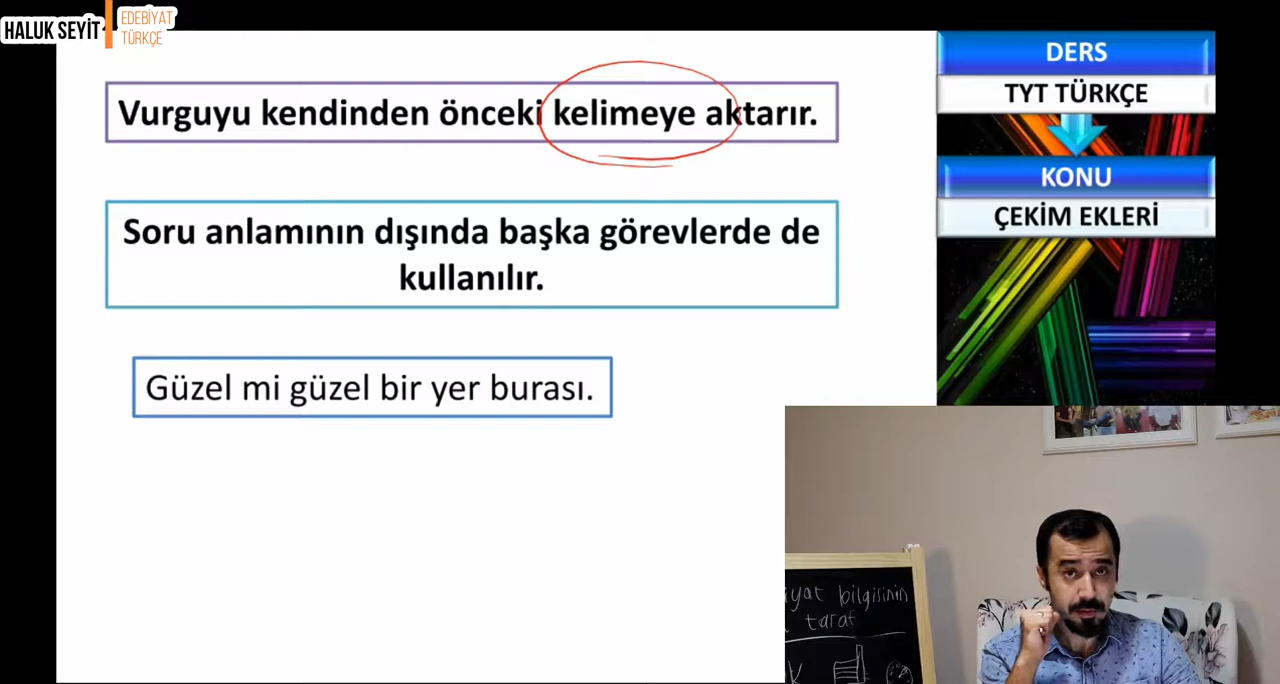 HALUK SEYİT
EDEBİYAT
TÜRKÇE
Vurguyu kendinden önceki kelimeye aktarır.
Soru anlamının dışında başka görevlerde de
kullanılır.
Güzel mi güzel bir yer burası.
DERS
TYT TÜRKÇE
KONU
ÇEKİM EKLERİ
bilgisinin
taraf